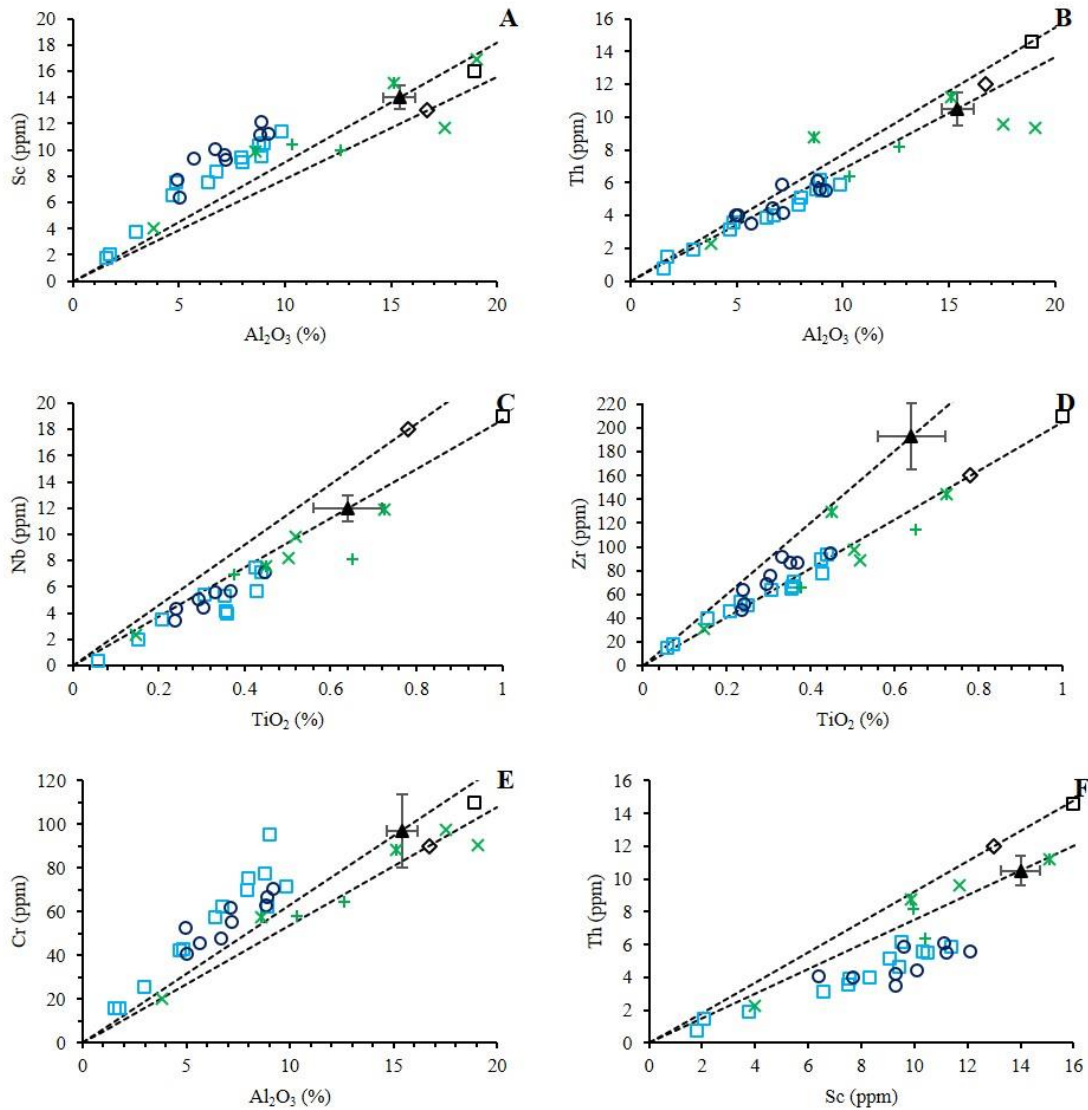 A
Sc (ppm)
20
18
16
14
12
10
8
6
4
2
0
0 5 10 15 20
Al₂O₃ (%)
B
Th (ppm)
16
14
12
10
8
6
4
2
0
0 5 10 15 20
Al₂O₃ (%)
C
Nb (ppm)
20
18
16
14
12
10
8
6
4
2
0
0 0.2 0.4 0.6 0.8 1
TiO₂ (%)
D
Zr (ppm)
220
200
180
160
140
120
100
80
60
40
20
0
0 0.2 0.4 0.6 0.8 1
TiO₂ (%)
E
Cr (ppm)
120
100
80
60
40
20
0
0 5 10 15 20
Al₂O₃ (%)
F
Th (ppm)
16
14
12
10
8
6
4
2
0
0 2 4 6 8 10 12 14 16
Sc (ppm)